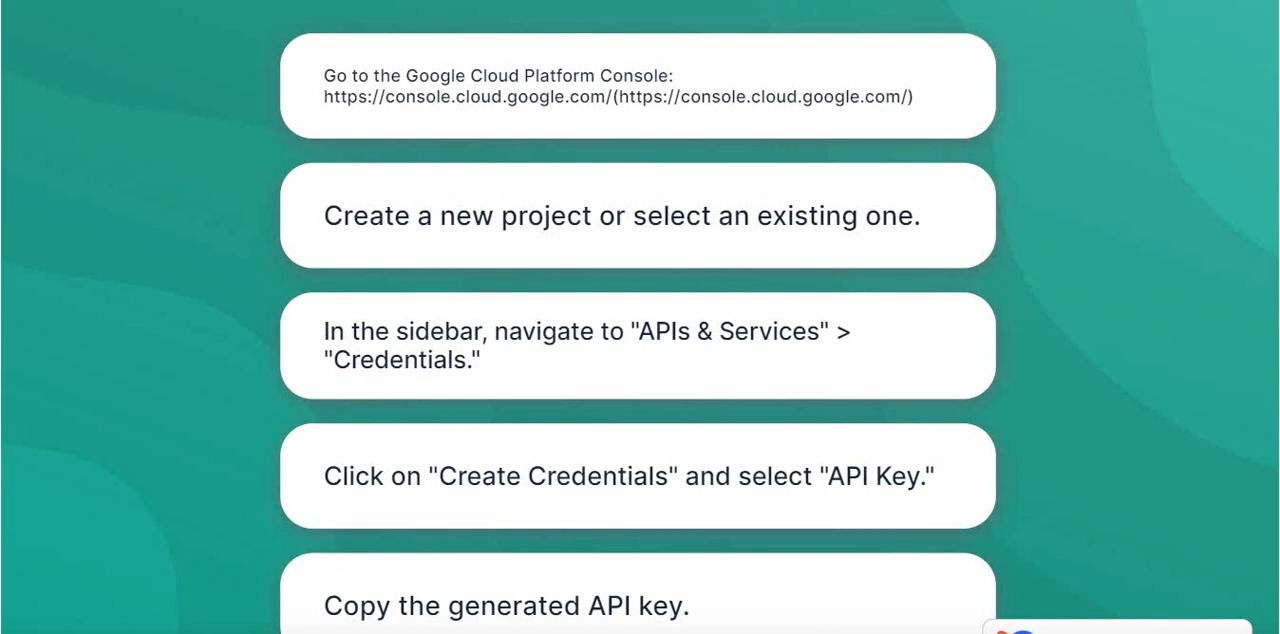 Go to the Google Cloud Platform Console:
https://console.cloud.google.com/(https://console.cloud.google.com/)
Create a new project or select an existing one.
In the sidebar, navigate to "APIs & Services" >
"Credentials."
Click on "Create Credentials" and select "API Key."
Copy the generated API key.